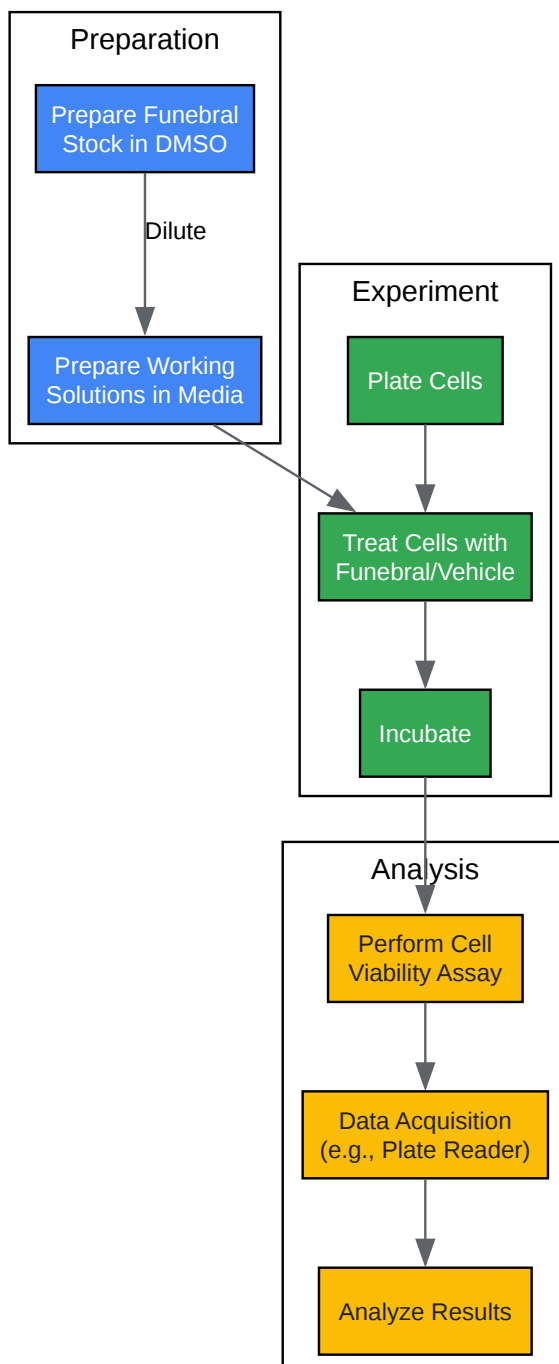 Preparation
Prepare Funebral
Stock in DMSO
Dilute
Prepare Working
Solutions in Media
Experiment
Plate Cells
Treat Cells with
Funebral/Vehicle
Incubate
Analysis
Perform Cell
Viability Assay
Data Acquisition
(e.g., Plate Reader)
Analyze Results